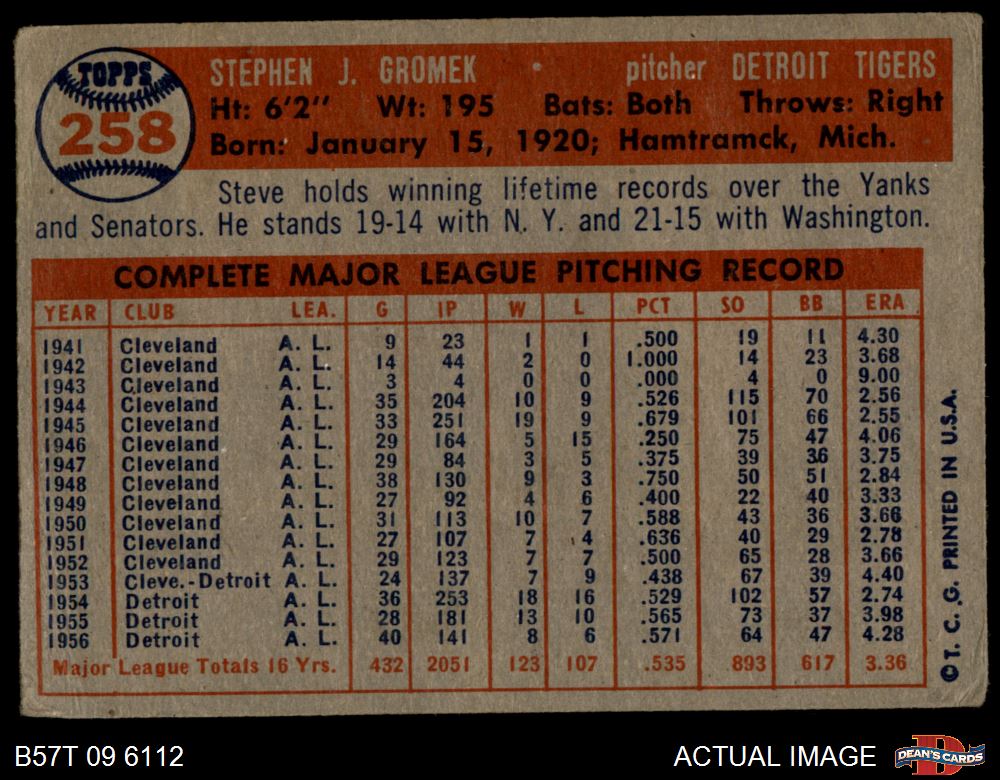 TOPPS
258
STEPHEN J. GROMEK • pitcher DETROIT TIGERS
Ht: 6'2" Wt: 195 Bats: Both Throws: Right
Born: January 15, 1920; Hamtramck, Mich.
Steve holds winning lifetime records over the Yanks
and Senators. He stands 19-14 with N. Y. and 21-15 with Washington.
COMPLETE MAJOR LEAGUE PITCHING RECORD
YEAR CLUB LEA. G IP W L PCT SO BB ERA
1941 Cleveland A. L. 9 23 1 1 .500 19 11 4.30
1942 Cleveland A. L. 14 44 2 0 1.000 14 23 3.68
1943 Cleveland A. L. 3 4 0 0 .000 4 0 9.00
1944 Cleveland A. L. 35 204 10 9 .526 115 70 2.56
1945 Cleveland A. L. 33 251 19 9 .679 101 66 2.55
1946 Cleveland A. L. 29 164 5 15 .250 75 47 4.06
1947 Cleveland A. L. 29 84 3 5 .375 39 36 3.75
1948 Cleveland A. L. 38 130 9 3 .750 50 51 2.84
1949 Cleveland A. L. 27 92 4 6 .400 22 40 3.33
1950 Cleveland A. L. 31 113 10 7 .588 43 36 3.66
1951 Cleveland A. L. 27 107 7 4 .636 40 29 2.78
1952 Cleveland A. L. 29 123 7 7 .500 65 28 3.66
1953 Cleve.-Detroit A. L. 24 137 7 9 .438 67 39 4.40
1954 Detroit A. L. 36 253 18 16 .529 102 57 2.74
1955 Detroit A. L. 28 181 13 10 .565 73 37 3.98
1956 Detroit A. L. 40 141 8 6 .571 64 47 4.28
Major League Totals 16 Yrs. 432 2051 123 107 .535 893 617 3.36
© T. C. G. PRINTED IN U.S.A.
B57T 09 6112
ACTUAL IMAGE
DEAN'S CARDS